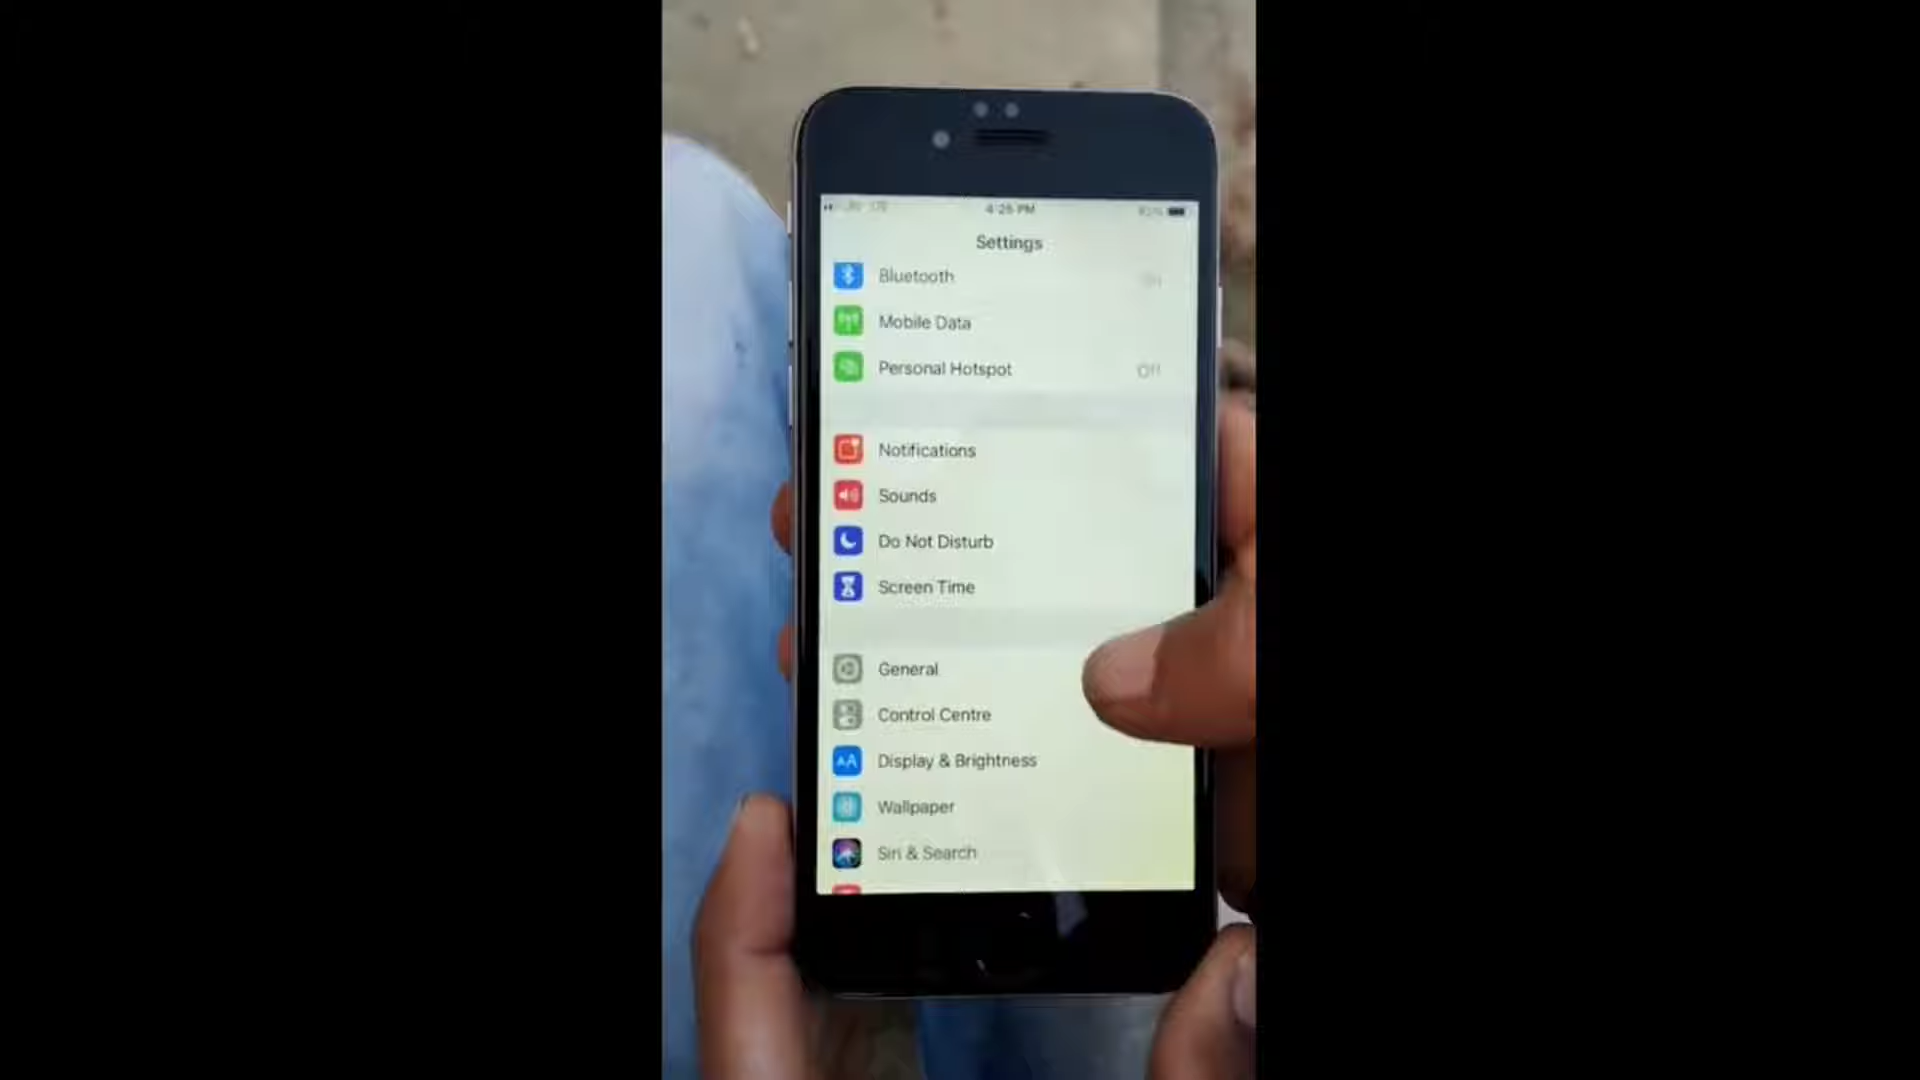 4:26 PM
Settings
Bluetooth
Mobile Data
Personal Hotspot Off
Notifications
Sounds
Do Not Disturb
Screen Time
General
Control Centre
Display & Brightness
Wallpaper
Siri & Search